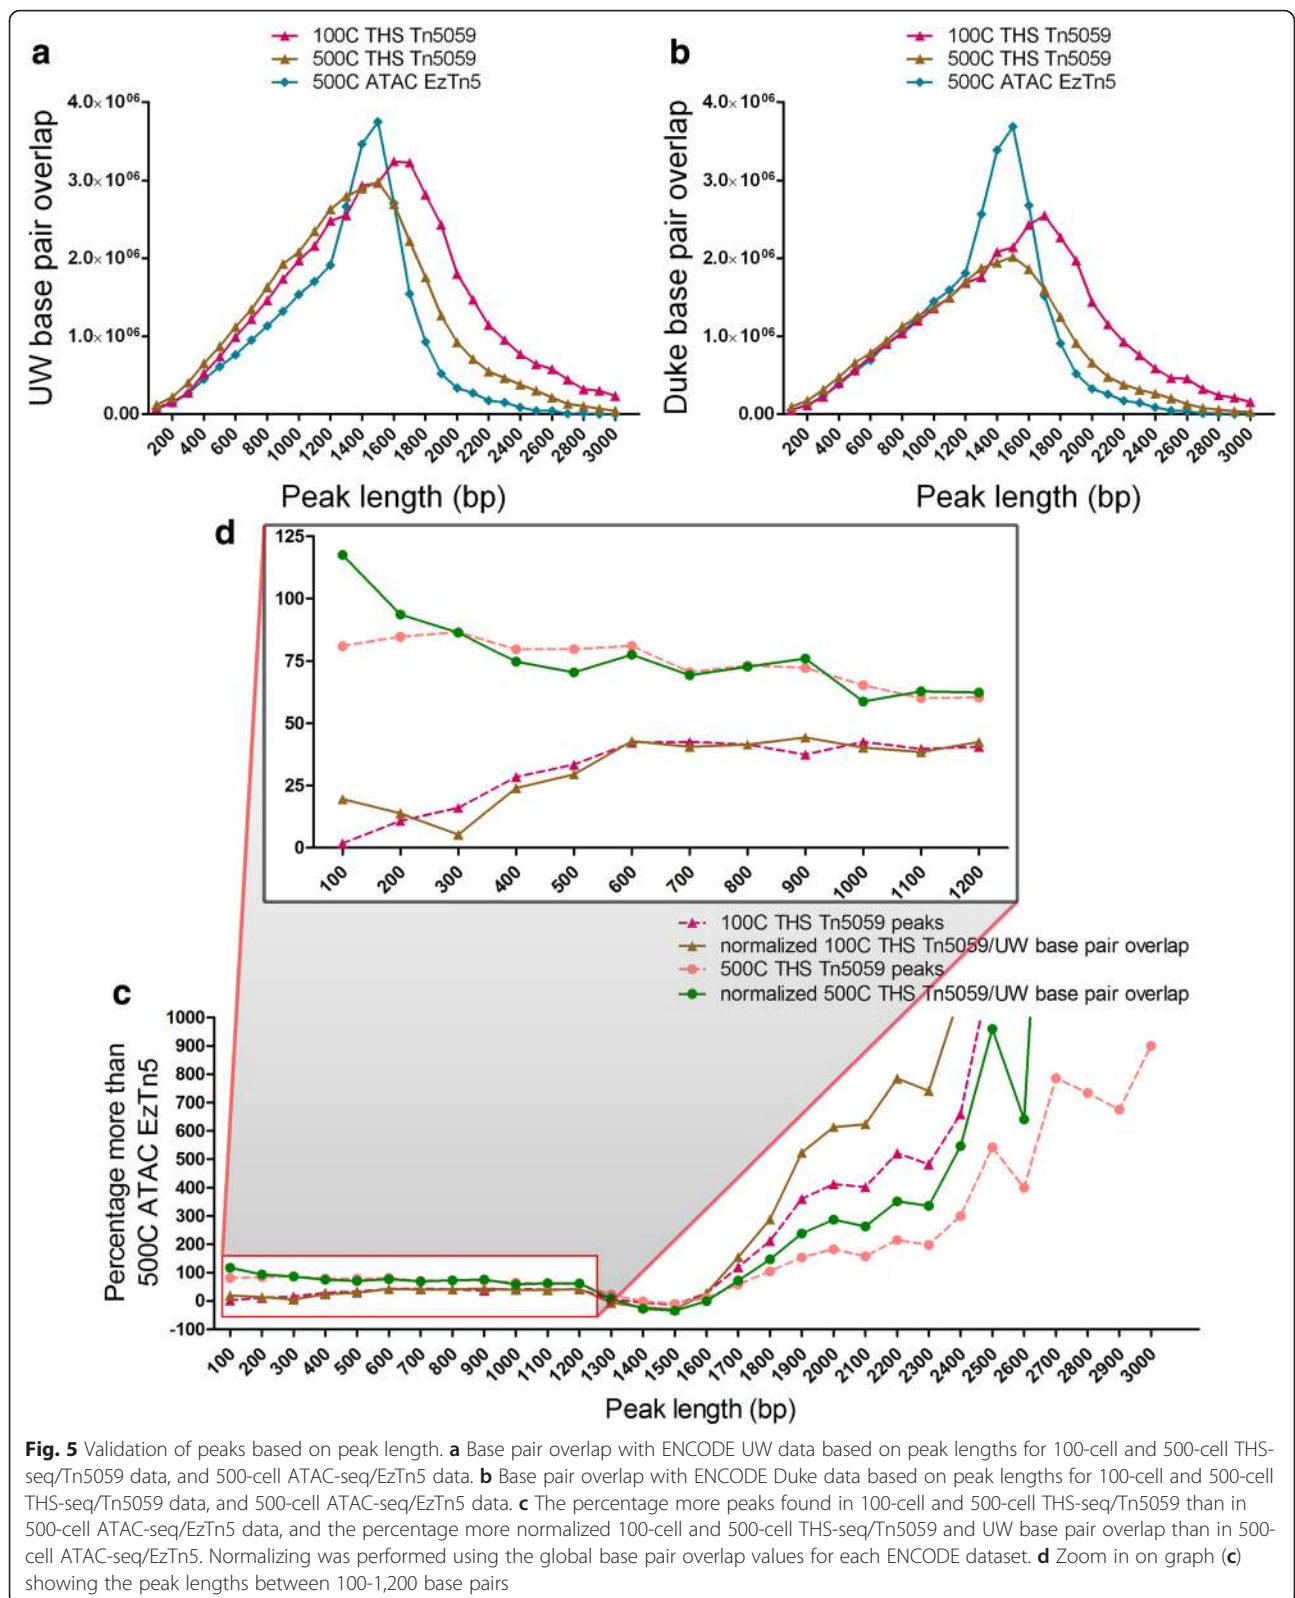 a
100C THS Tn5059
500C THS Tn5059
500C ATAC EzTn5
UW base pair overlap
4.0×10⁰⁶
3.0×10⁰⁶
2.0×10⁰⁶
1.0×10⁰⁶
0.00
200 400 600 800 1000 1200 1400 1600 1800 2000 2200 2400 2600 2800 3000
Peak length (bp)
b
100C THS Tn5059
500C THS Tn5059
500C ATAC EzTn5
Duke base pair overlap
4.0×10⁰⁶
3.0×10⁰⁶
2.0×10⁰⁶
1.0×10⁰⁶
0.00
200 400 600 800 1000 1200 1400 1600 1800 2000 2200 2400 2600 2800 3000
Peak length (bp)
d
125
100
75
50
25
0
100 200 300 400 500 600 700 800 900 1000 1100 1200
100C THS Tn5059 peaks
normalized 100C THS Tn5059/UW base pair overlap
500C THS Tn5059 peaks
normalized 500C THS Tn5059/UW base pair overlap
c
Percentage more than
500C ATAC EzTn5
1000
900
800
700
600
500
400
300
200
100
0
-100
100 200 300 400 500 600 700 800 900 1000 1100 1200 1300 1400 1500 1600 1700 1800 1900 2000 2100 2200 2300 2400 2500 2600 2700 2800 2900 3000
Peak length (bp)
Fig. 5 Validation of peaks based on peak length. a Base pair overlap with ENCODE UW data based on peak lengths for 100-cell and 500-cell THS-
seq/Tn5059 data, and 500-cell ATAC-seq/EzTn5 data. b Base pair overlap with ENCODE Duke data based on peak lengths for 100-cell and 500-cell
THS-seq/Tn5059 data, and 500-cell ATAC-seq/EzTn5 data. c The percentage more peaks found in 100-cell and 500-cell THS-seq/Tn5059 than in
500-cell ATAC-seq/EzTn5 data, and the percentage more normalized 100-cell and 500-cell THS-seq/Tn5059 and UW base pair overlap than in 500-
cell ATAC-seq/EzTn5. Normalizing was performed using the global base pair overlap values for each ENCODE dataset. d Zoom in on graph (c)
showing the peak lengths between 100-1,200 base pairs